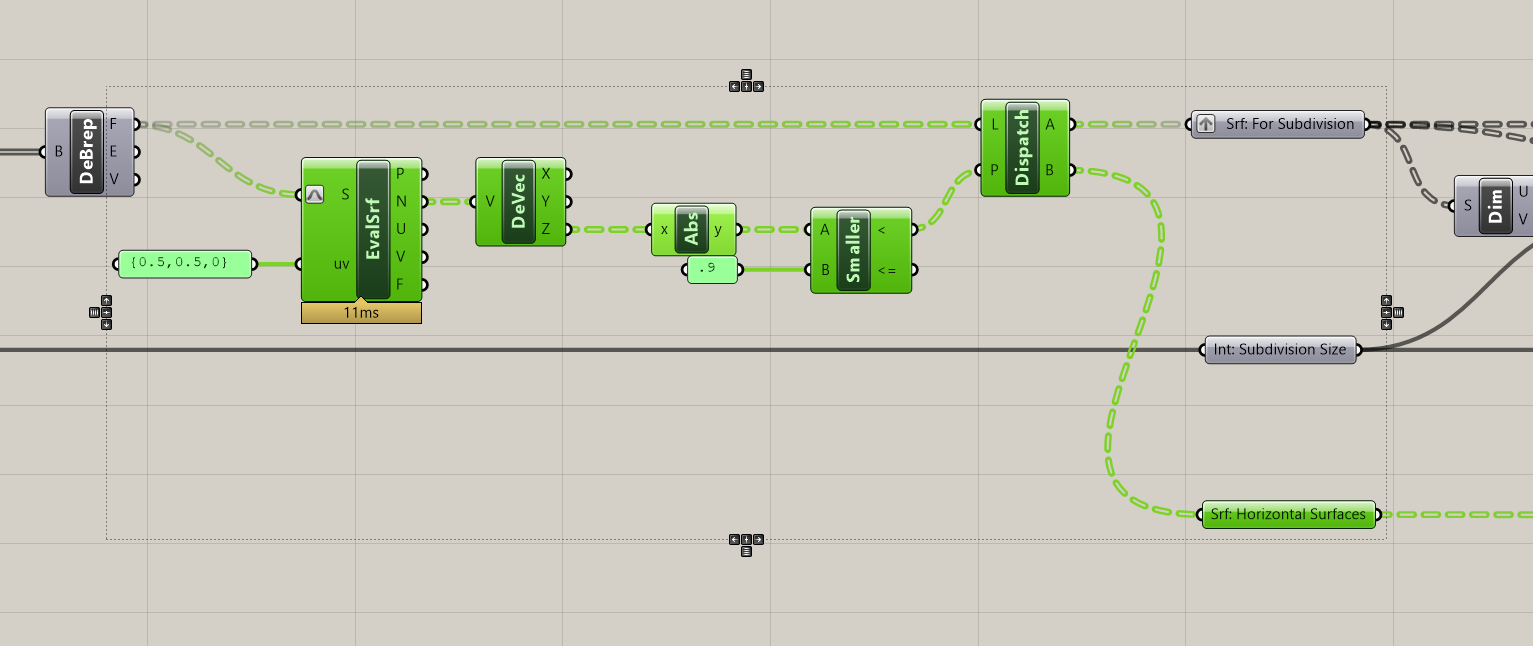 B
DeBrep
F
E
V
{0.5,0.5,0}
S
uv
EvalSrf
P
N
U
V
F
11ms
V
DeVec
X
Y
Z
x
Abs
y
.9
A
B
Smaller
<
<=
L
P
Dispatch
A
B
Srf: For Subdivision
Int: Subdivision Size
Srf: Horizontal Surfaces
S
Dim
U
V